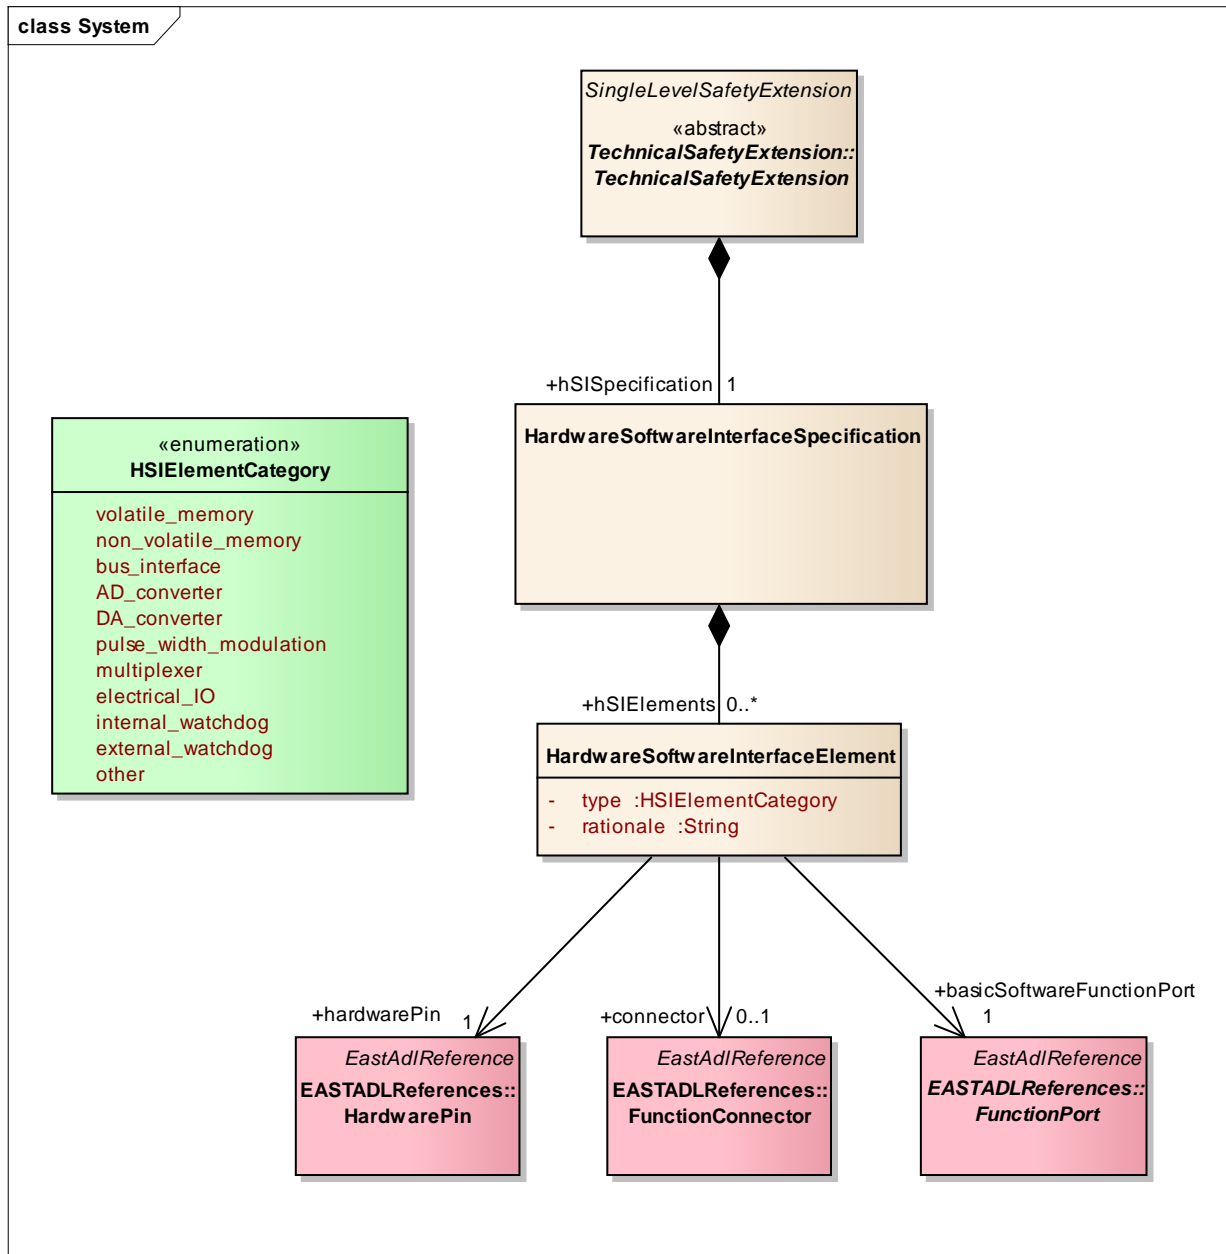 class System
SingleLevelSafetyExtension
«abstract»
TechnicalSafetyExtension::
TechnicalSafetyExtension
+hSISpecification 1
HardwareSoftwareInterfaceSpecification
«enumeration»
HSIElementCategory
volatile_memory
non_volatile_memory
bus_interface
AD_converter
DA_converter
pulse_width_modulation
multiplexer
electrical_IO
internal_watchdog
external_watchdog
other
+hSIElements 0..*
HardwareSoftwareInterfaceElement
- type :HSIElementCategory
- rationale :String
+hardwarePin 1
+connector 0..1
+basicSoftwareFunctionPort
1
EastAdlReference
EASTADLReferences::
HardwarePin
EastAdlReference
EASTADLReferences::
FunctionConnector
EastAdlReference
EASTADLReferences::
FunctionPort